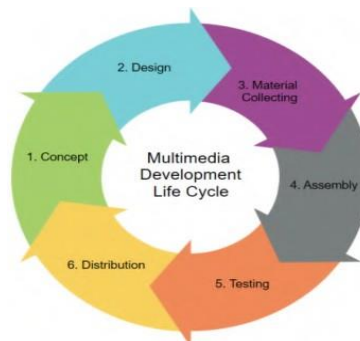 Multimedia
Development
Life Cycle
1. Concept
2. Design
3. Material
Collecting
4. Assembly
5. Testing
6. Distribution